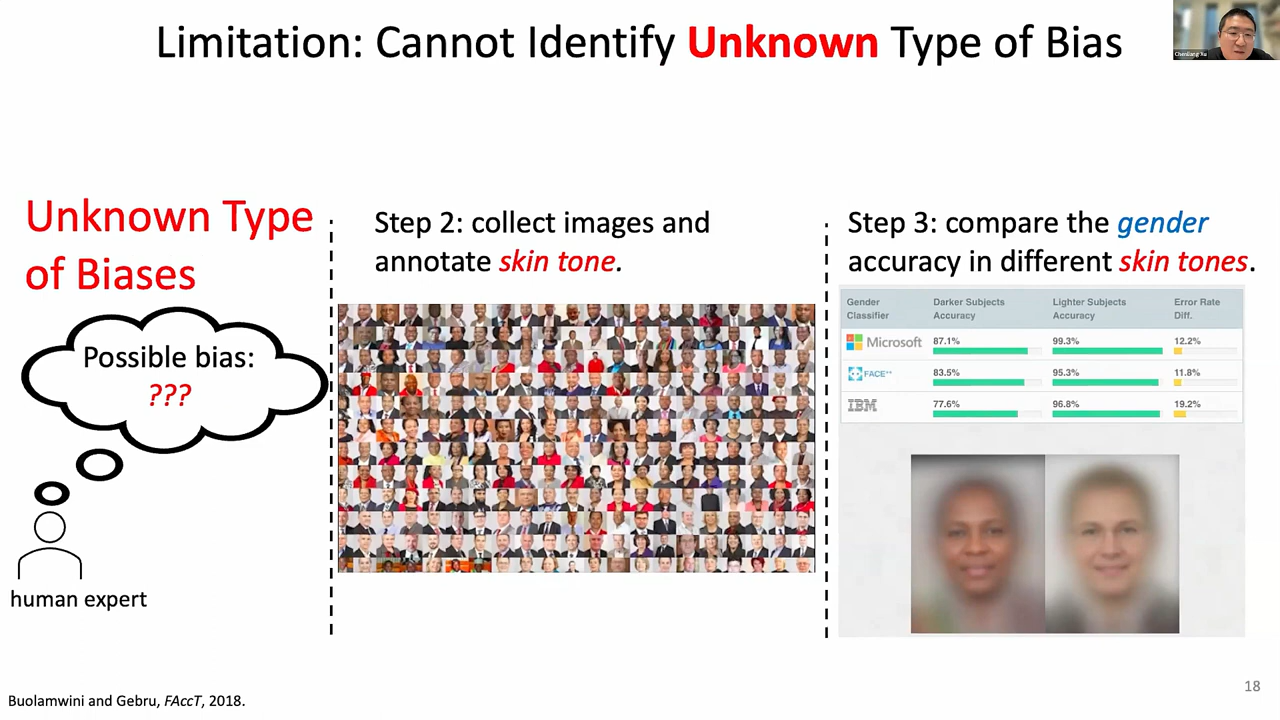 Limitation: Cannot Identify Unknown Type of Bias
Chenliang Xu
Unknown Type
of Biases
Possible bias:
???
human expert
Step 2: collect images and
annotate skin tone.
Step 3: compare the gender
accuracy in different skin tones.
Gender
Classifier
Darker Subjects
Accuracy
Lighter Subjects
Accuracy
Error Rate
Diff.
Microsoft 87.1% 99.3% 12.2%
FACE++ 83.5% 95.3% 11.8%
IBM 77.6% 96.8% 19.2%
Buolamwini and Gebru, FAccT, 2018.
18